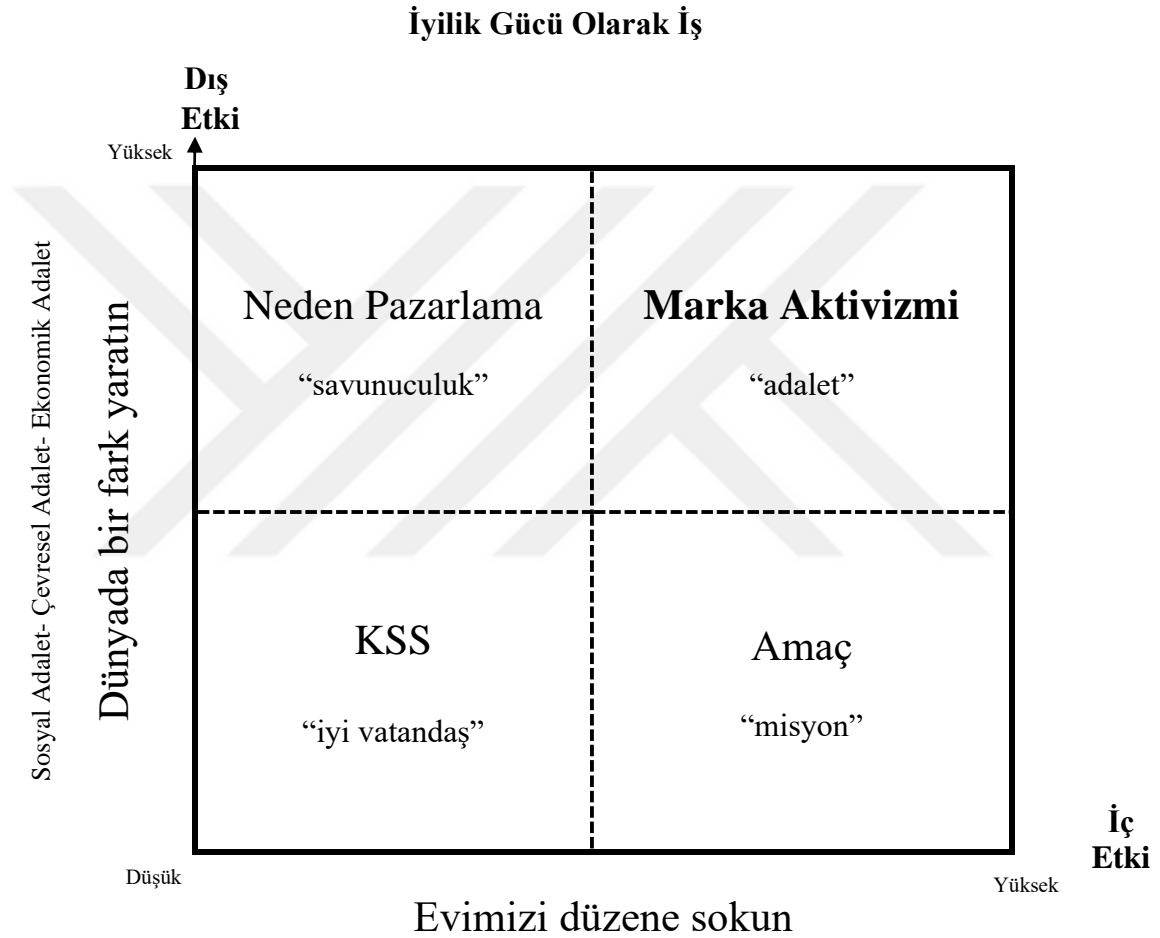 İyilik Gücü Olarak İş
Dış
Etki
Yüksek
Sosyal Adalet- Çevresel Adalet- Ekonomik Adalet
Dünyada bir fark yaratın
Neden Pazarlama
“savunuculuk”
Marka Aktivizmi
“adalet”
KSS
“iyi vatandaş”
Amaç
“misyon”
İç
Etki
Düşük
Yüksek
Evimizi düzene sokun